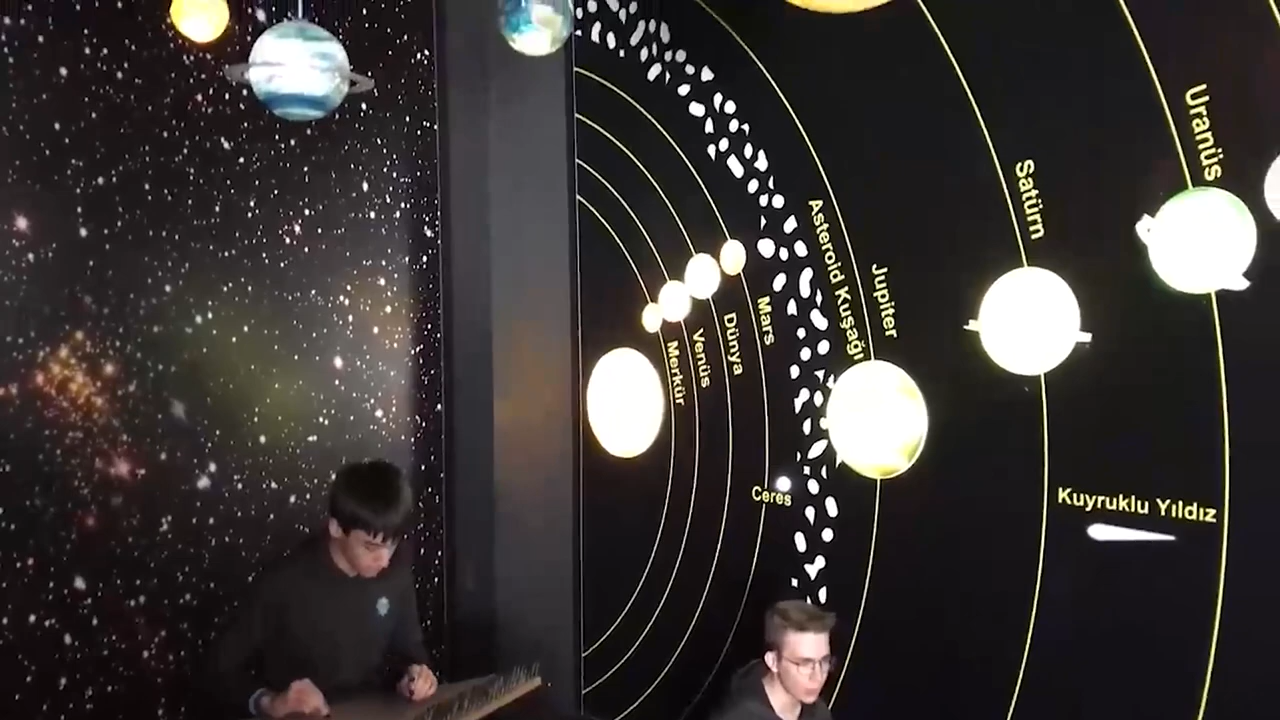 Merkür
Venüs
Dünya
Mars
Asteroid Kuşağı
Jupiter
Satürn
Uranüs
Ceres
Kuyruklu Yıldız